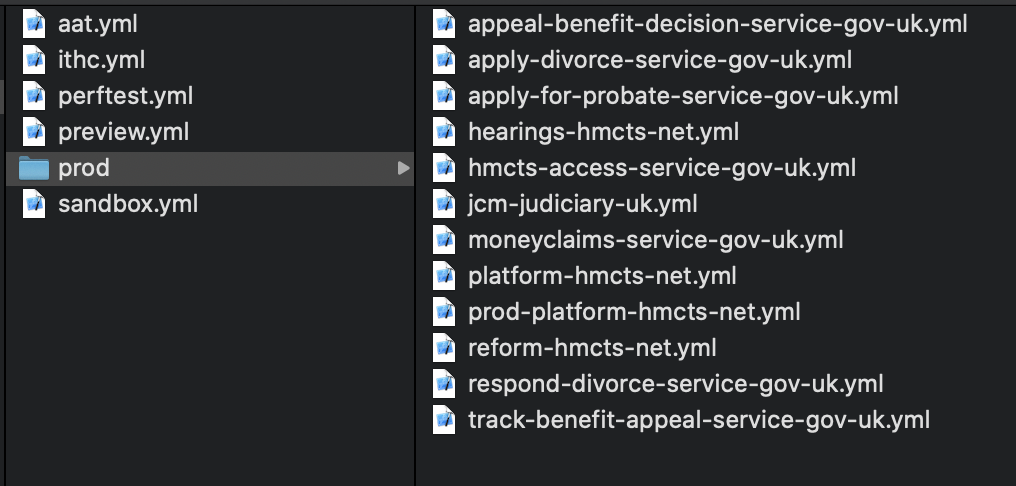 aat.yml
ithc.yml
perftest.yml
preview.yml
prod
sandbox.yml
appeal-benefit-decision-service-gov-uk.yml
apply-divorce-service-gov-uk.yml
apply-for-probate-service-gov-uk.yml
hearings-hmcts-net.yml
hmcts-access-service-gov-uk.yml
jcm-judiciary-uk.yml
moneyclaims-service-gov-uk.yml
platform-hmcts-net.yml
prod-platform-hmcts-net.yml
reform-hmcts-net.yml
respond-divorce-service-gov-uk.yml
track-benefit-appeal-service-gov-uk.yml